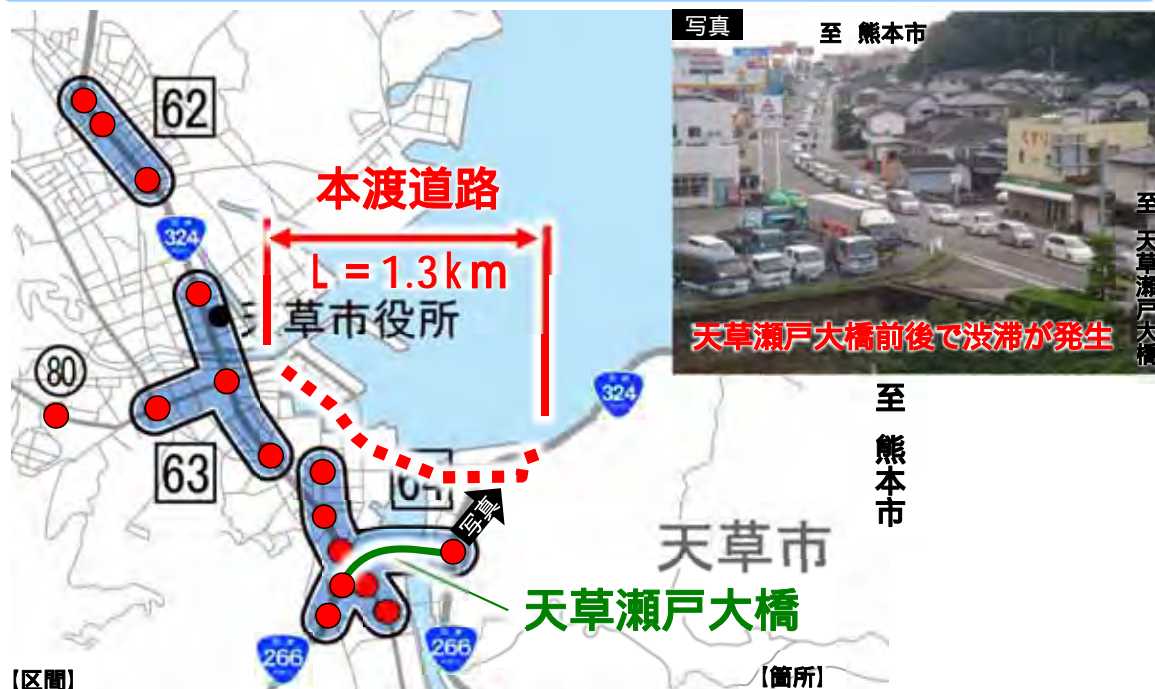 写真
至 熊本市
62
本渡道路
324
L＝1.3km
天草市役所
くすり
至 天草瀬戸大橋
天草瀬戸大橋前後で渋滞が発生
80
324
至 熊本市
63
64
写真
天草市
天草瀬戸大橋
266
266
【区間】
【箇所】